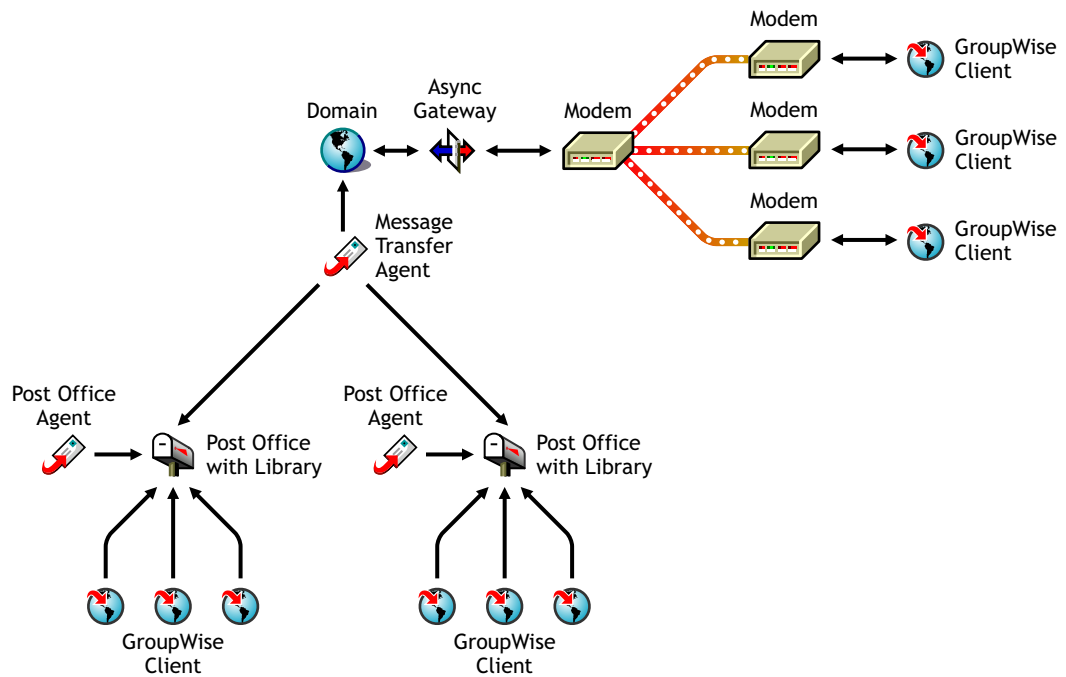 Modem
GroupWise
Client
Async
Gateway
Domain
Modem
Modem
GroupWise
Client
Modem
GroupWise
Client
Message
Transfer
Agent
Post Office
Agent
Post Office
with Library
Post Office
Agent
Post Office
with Library
GroupWise
Client
GroupWise
Client